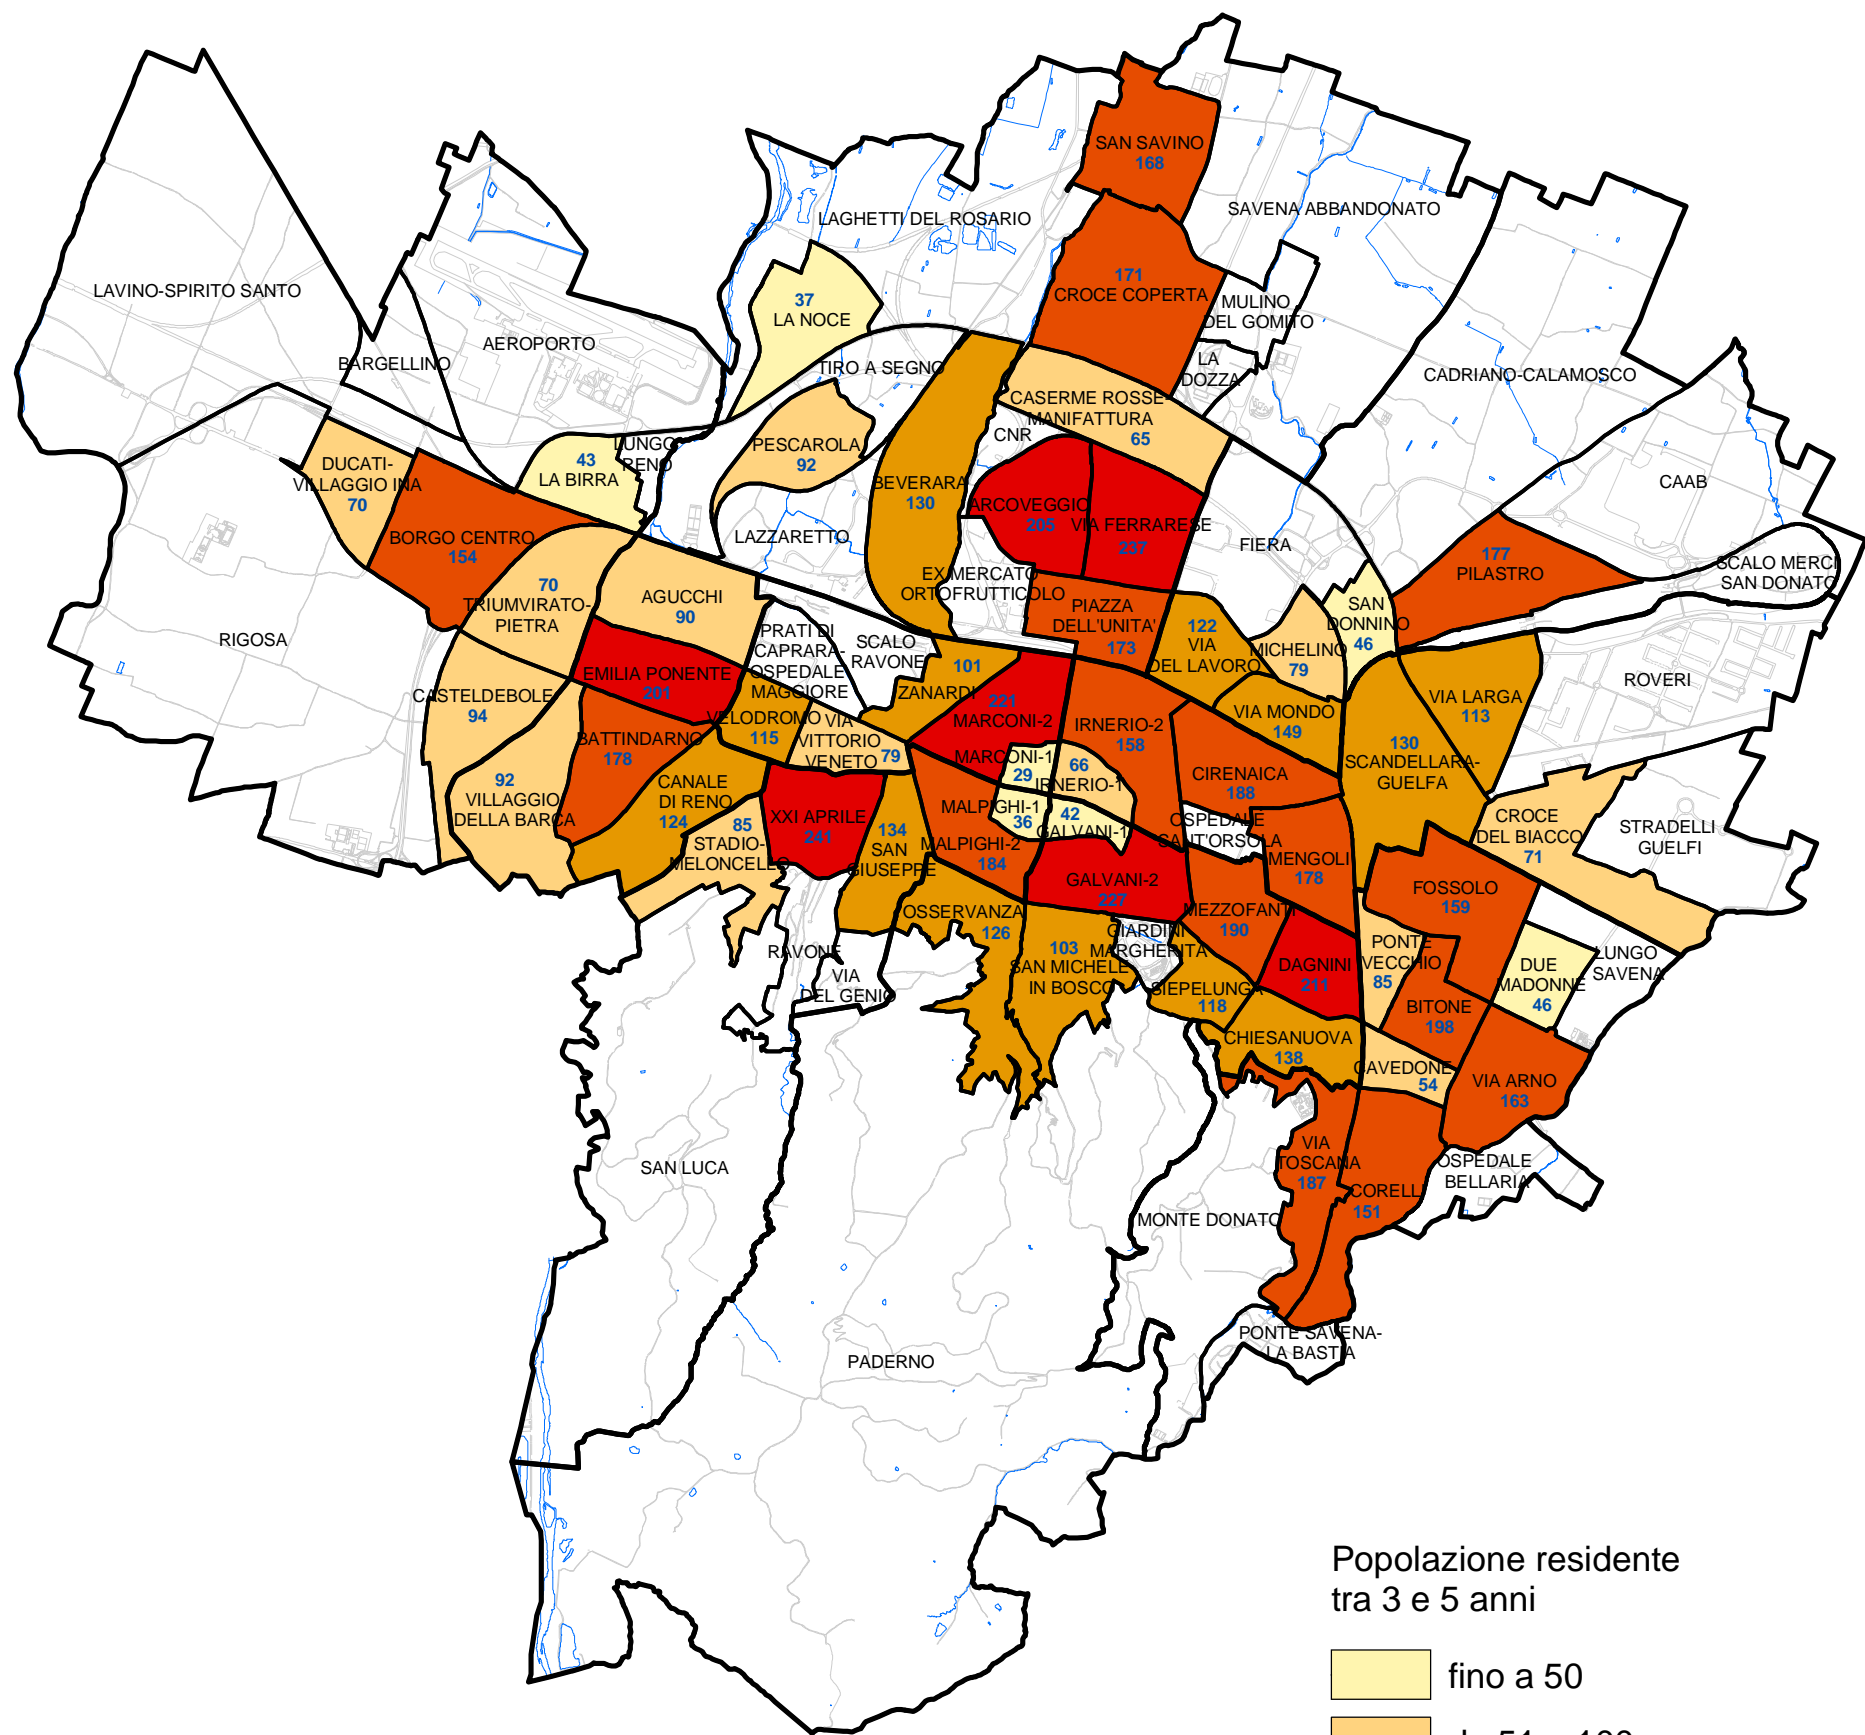 SAN SAVINO
168
LAGHETTI DEL ROSARIO
SAVENA ABBANDONATO
LAVINO-SPIRITO SANTO
37
LA NOCE
171
CROCE COPERTA
MULINO
DEL GOMITO
BARGELLINO
AEROPORTO
TIRO A SEGNO
LA
DOZZA
CADRIANO-CALAMOSCO
CASERME ROSSE-
MANIFATTURA
65
CNR
LUNGO
RENO
PESCAROLA
92
DUCATI-
VILLAGGIO INA
70
43
LA BIRRA
BEVERARA
130
CAAB
ARCOVEGGIO
205
VIA FERRARESE
237
BORGO CENTRO
154
LAZZARETTO
FIERA
177
PILASTRO
SCALO MERCI
SAN DONATO
EX MERCATO
ORTOFRUTTICOLO
70
TRIUMVIRATO-
PIETRA
AGUCCHI
90
PIAZZA
DELL'UNITA'
173
SAN
DONNINO
46
RIGOSA
PRATI DI
CAPRARA-
OSPEDALE
MAGGIORE
SCALO
RAVONE
122
VIA
DEL LAVORO
MICHELINO
79
101
ZANARDI
EMILIA PONENTE
201
ROVERI
CASTELDEBOLE
94
221
MARCONI-2
VIA LARGA
113
VELODROMO
115
VIA
VITTORIO
VENETO
79
IRNERIO-2
158
VIA MONDO
149
BATTINDARNO
178
MARCONI-1
29
66
IRNERIO-1
130
SCANDELLARA-
GUELFA
CIRENAICA
188
92
VILLAGGIO
DELLA BARCA
CANALE
DI RENO
124
XXI APRILE
241
MALPIGHI-1
36
42
GALVANI-1
OSPEDALE
SANT'ORSOLA
CROCE
DEL BIACCO
71
STRADELLI
GUELFI
85
STADIO-
MELONCELLO
134
SAN
GIUSEPPE
MALPIGHI-2
184
MENGOLI
178
GALVANI-2
227
FOSSOLO
159
OSSERVANZA
126
MEZZOFANTI
190
GIARDINI
MARGHERITA
RAVONE
103
SAN MICHELE
IN BOSCO
PONTE
VECCHIO
85
LUNGO
SAVENA
VIA
DEL GENIO
DAGNINI
211
DUE
MADONNE
46
SIEPELUNGA
118
BITONE
198
CHIESANUOVA
138
CAVEDONE
54
VIA ARNO
163
SAN LUCA
VIA
TOSCANA
187
OSPEDALE
BELLARIA
CORELLI
151
MONTE DONATO
PONTE SAVENA-
LA BASTIA
PADERNO
Popolazione residente
tra 3 e 5 anni
fino a 50